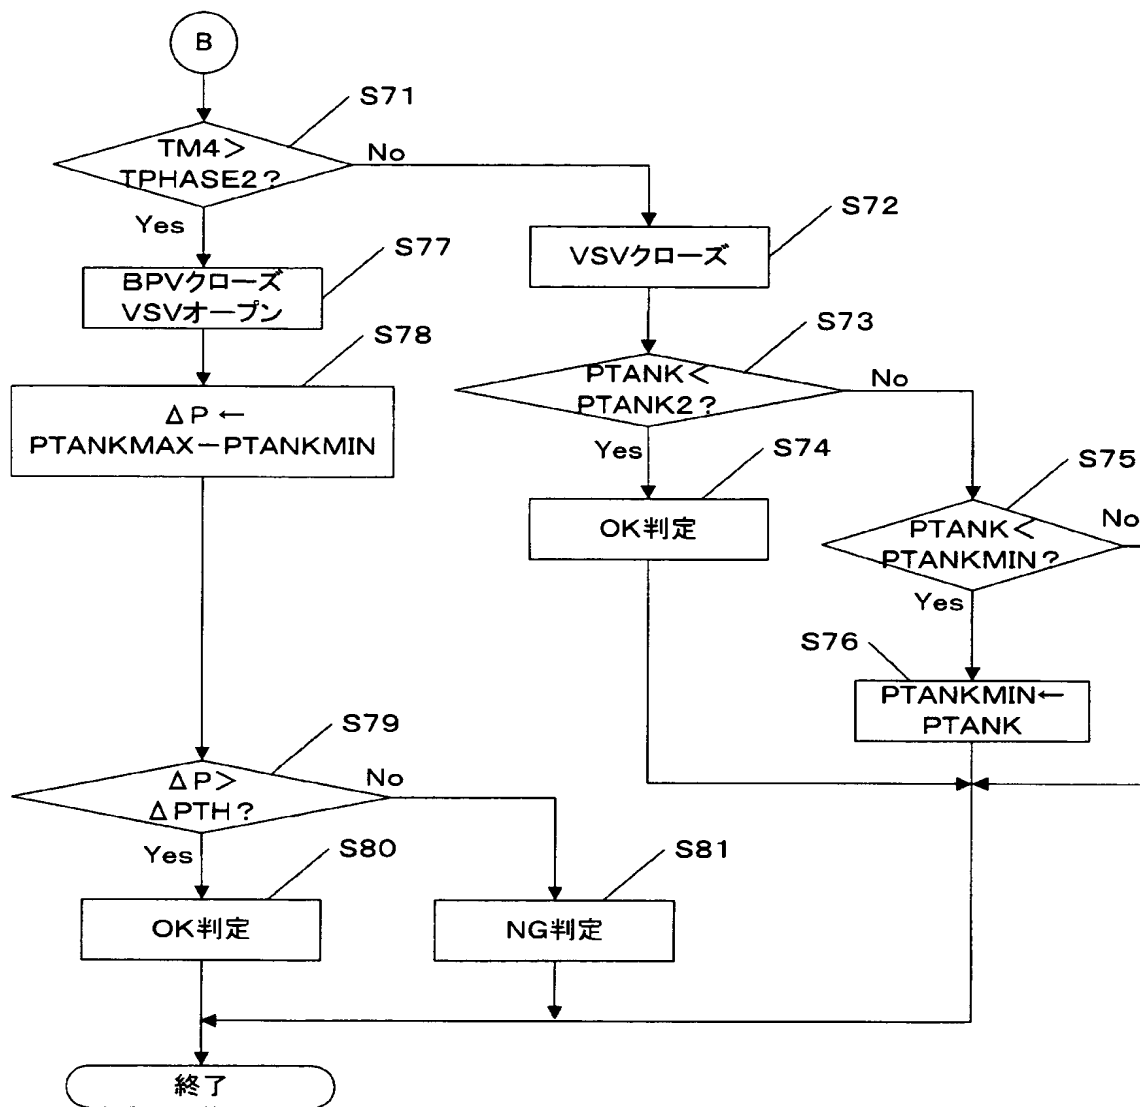 B
S71
TM4>
TPHASE2?
No
Yes
S72
VSVクローズ
S77
BPVクローズ
VSVオープン
S73
PTANK<
PTANK2?
No
Yes
S78
ΔP←
PTANKMAX－PTANKMIN
S74
OK判定
S75
PTANK<
PTANKMIN?
No
Yes
S76
PTANKMIN←
PTANK
S79
ΔP>
ΔPTH?
No
Yes
S80
OK判定
S81
NG判定
終了